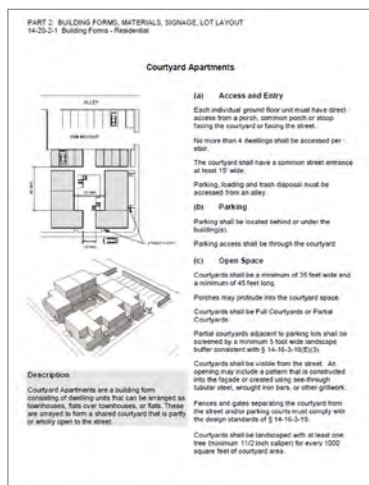 PART 2: BUILDING FORMS, MATERIALS, SIGNAGE, LOT LAYOUT
14-20-2-1 Building Forms - Residential
Courtyard Apartments
ALLEY
Description
Courtyard Apartments are a building form
consisting of dwelling units that can be arranged as
townhouses, flats over townhouses, or flats. These
are arrayed to form a shared courtyard that is partly
or wholly open to the street.
(a) Access and Entry
Each individual ground floor unit must have direct
access from a porch, common porch or stoop
facing the courtyard or facing the street.
No more than 4 dwellings shall be accessed per
stair.
The courtyard shall have a common street entrance
at least 15' wide.
Parking, loading and trash disposal must be
accessed from an alley.
(b) Parking
Parking shall be located behind or under the
building(s).
Parking access shall be through the courtyard
(c) Open Space
Courtyards shall be a minimum of 35 feet wide and
a minimum of 45 feet long.
Porches may protrude into the courtyard space.
Courtyards shall be Full Courtyards or Partial
Courtyards.
Partial courtyards adjacent to parking lots shall be
screened by a minimum 5 foot wide landscape
buffer consistent with § 14-16-3-10(E)(3).
Courtyards shall be visible from the street. An
opening may include a pattern that is constructed
into the façade or created using see-through
tubular steel, wrought iron bars, or other grillwork.
Fences and gates separating the courtyard from
the street and/or parking courts must comply with
the design standards of § 14-16-3-19.
Courtyards shall be landscaped with at least one
tree (minimum 11/2 inch caliper) for every 1000
square feet of courtyard area.